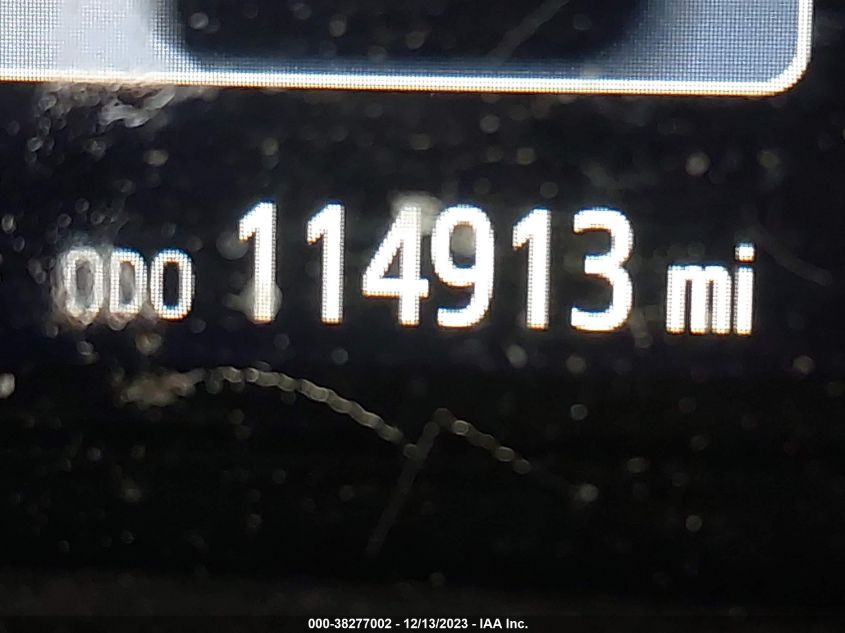 ODO 114913 mi
000-38277002 - 12/13/2023 - IAA Inc.